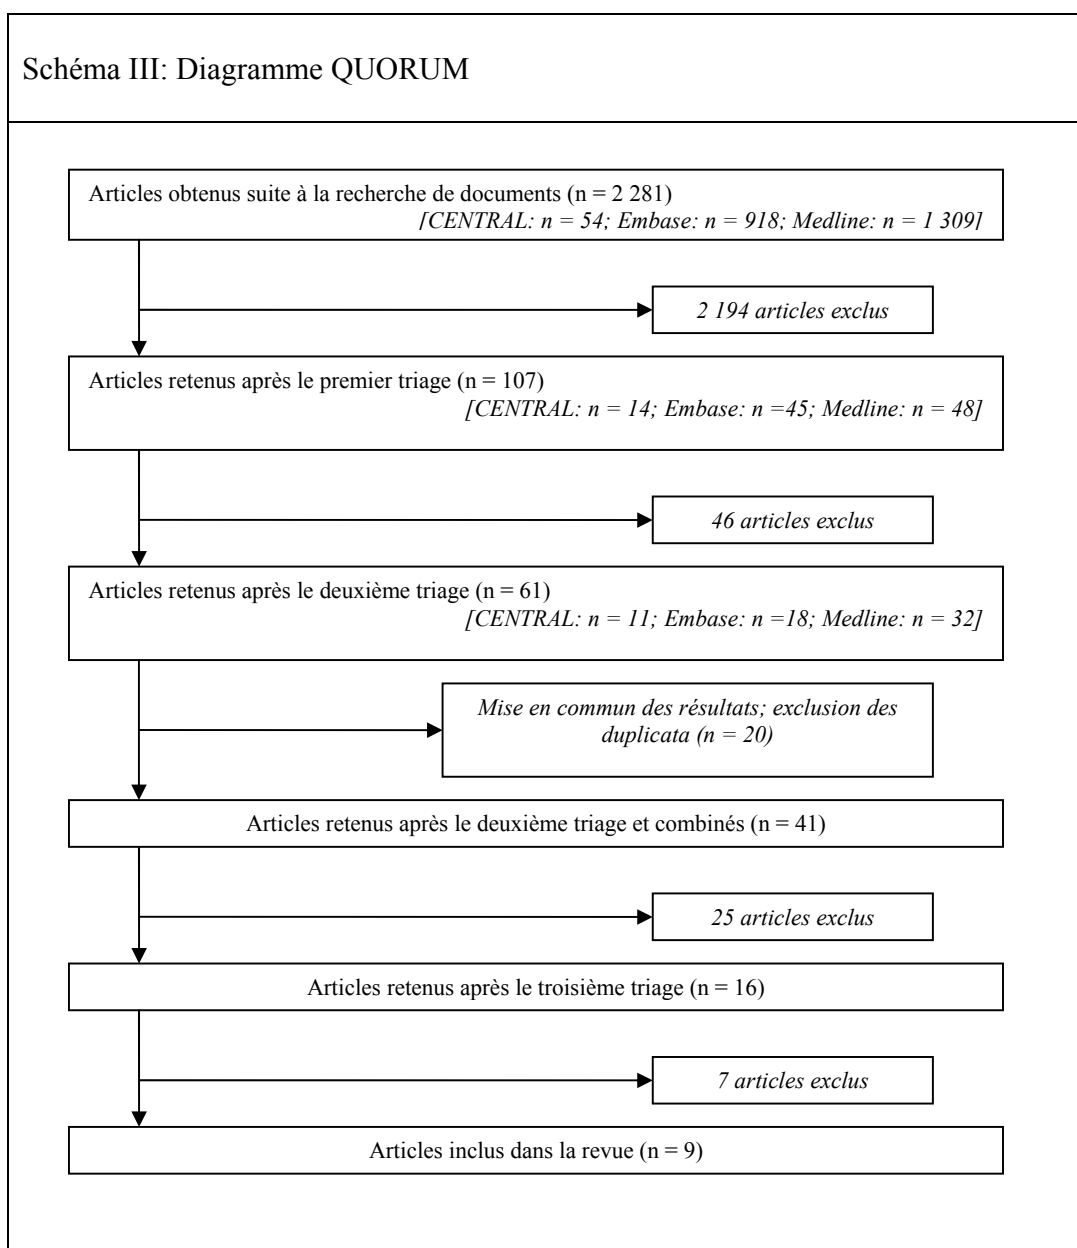 Schéma III: Diagramme QUORUM
Articles obtenus suite à la recherche de documents (n = 2 281)
[CENTRAL: n = 54; Embase: n = 918; Medline: n = 1 309]
2 194 articles exclus
Articles retenus après le premier triage (n = 107)
[CENTRAL: n = 14; Embase: n =45; Medline: n = 48]
46 articles exclus
Articles retenus après le deuxième triage (n = 61)
[CENTRAL: n = 11; Embase: n =18; Medline: n = 32]
Mise en commun des résultats; exclusion des
duplicata (n = 20)
Articles retenus après le deuxième triage et combinés (n = 41)
25 articles exclus
Articles retenus après le troisième triage (n = 16)
7 articles exclus
Articles inclus dans la revue (n = 9)